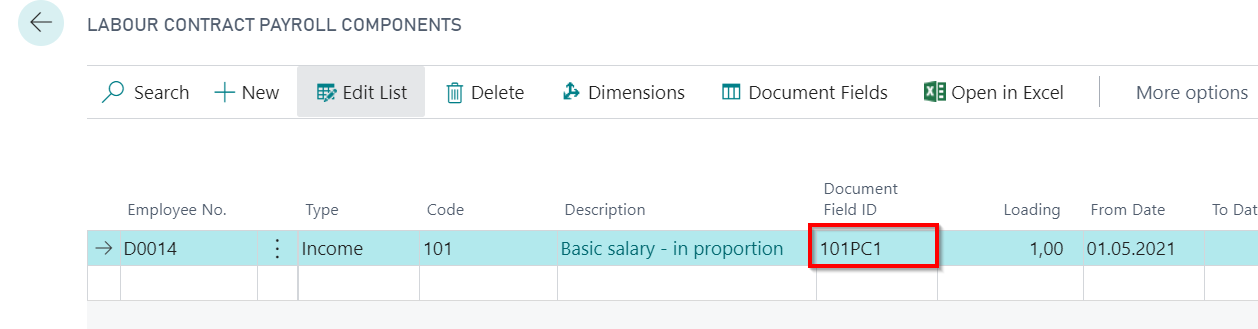 LABOUR CONTRACT PAYROLL COMPONENTS
Search New Edit List Delete Dimensions Document Fields Open in Excel More options
Employee No. Type Code Description Document Field ID Loading From Date To Dat
D0014 Income 101 Basic salary - in proportion 101PC1 1,00 01.05.2021